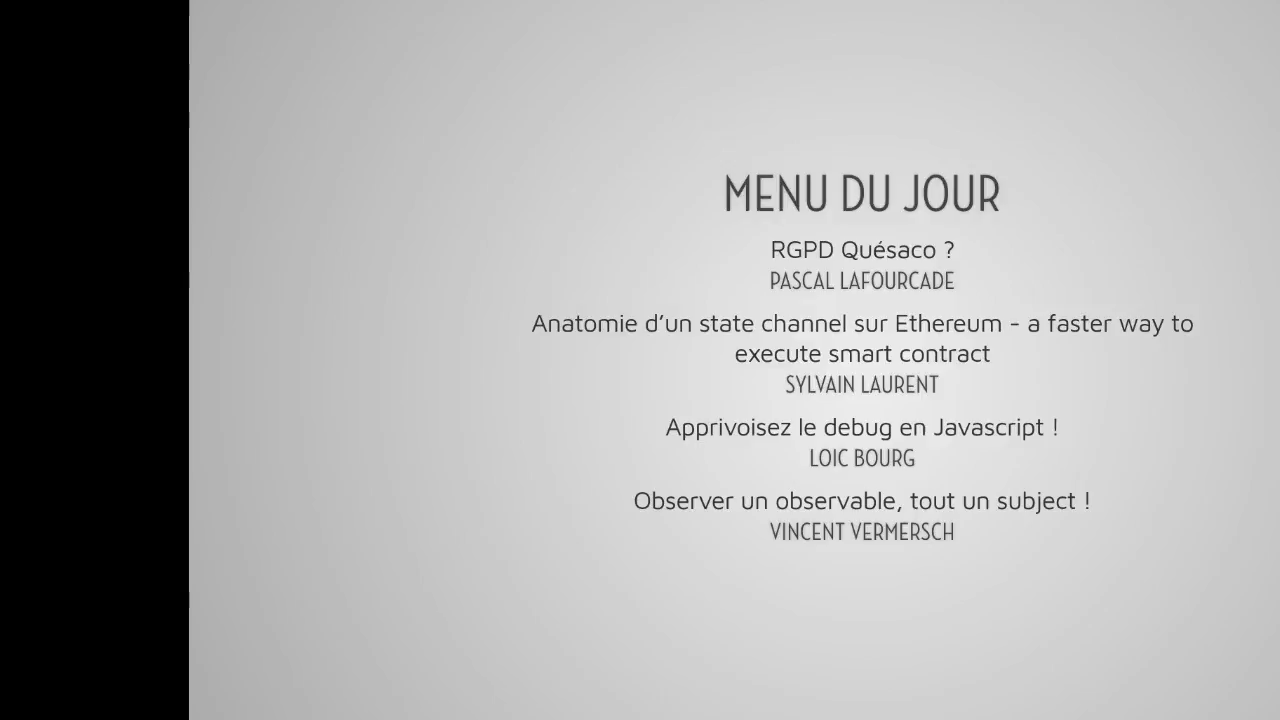 MENU DU JOUR
RGPD Quésaco ?
PASCAL LAFOURCADE
Anatomie d’un state channel sur Ethereum - a faster way to
execute smart contract
SYLVAIN LAURENT
Apprivoisez le debug en Javascript !
LOIC BOURG
Observer un observable, tout un subject !
VINCENT VERMERSCH